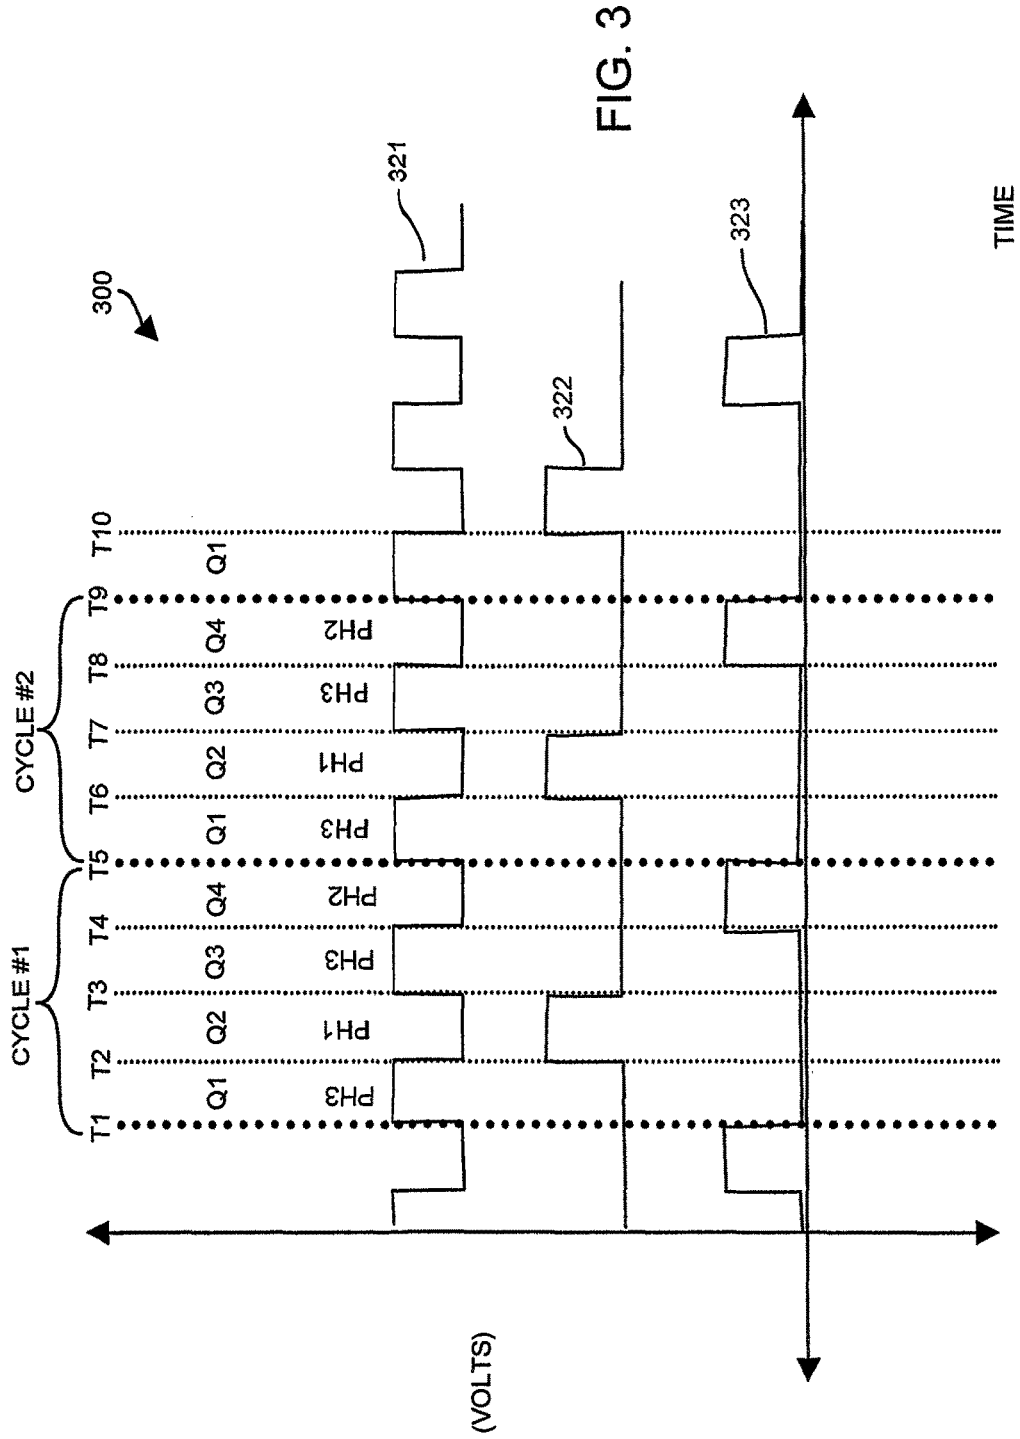 CYCLE #1
CYCLE #2
T1
T2
T3
T4
T5
T6
T7
T8
T9
T10
300
Q1
Q2
Q3
Q4
Q1
Q2
Q3
Q4
Q1
PH3
PH1
PH3
PH2
PH3
PH1
PH3
PH2
321
322
323
(VOLTS)
TIME
FIG. 3